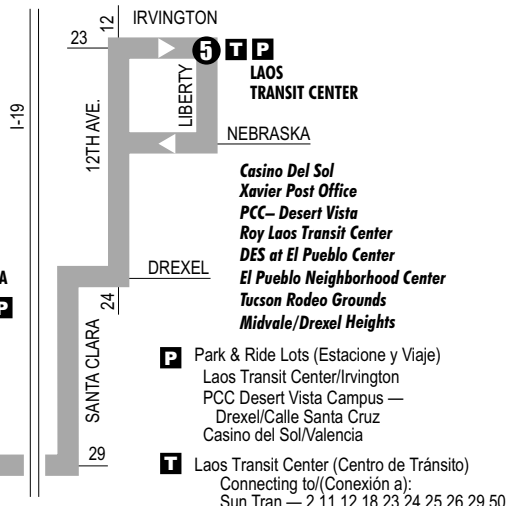 12
IRVINGTON
23
5 T P
LAOS
TRANSIT CENTER
I-19
12TH AVE.
LIBERTY
NEBRASKA
Casino Del Sol
Xavier Post Office
PCC– Desert Vista
Roy Laos Transit Center
DES at El Pueblo Center
El Pueblo Neighborhood Center
Tucson Rodeo Grounds
Midvale/Drexel Heights
DREXEL
A
P
24
SANTA CLARA
29
P Park & Ride Lots (Estacione y Viaje)
Laos Transit Center/Irvington
PCC Desert Vista Campus —
Drexel/Calle Santa Cruz
Casino del Sol/Valencia
T Laos Transit Center (Centro de Tránsito)
Connecting to/(Conexión a):
Sun Tran — 2,11,12,18,23,24,25,26,29,50